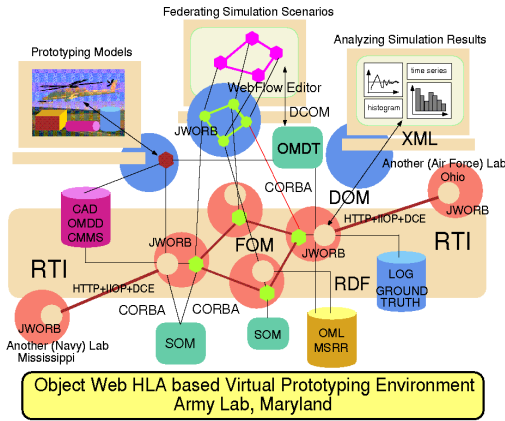 Federating Simulation Scenarios
Prototyping Models
Analyzing Simulation Results
time series
histogram
WebFlow Editor
DCOM
JWORB
OMDT
XML
Another (Air Force) Lab
Ohio
CORBA
DOM
JWORB
CAD
OMDD
CMMS
HTTP+IIOP+DCE
JWORB
FOM
JWORB
RTI
RTI
LOG
GROUND
TRUTH
RDF
HTTP+IIOP+DCE
CORBA
CORBA
JWORB
SOM
SOM
OML
MSRR
Another (Navy) Lab
Mississippi
Object Web HLA based Virtual Prototyping Environment
Army Lab, Maryland